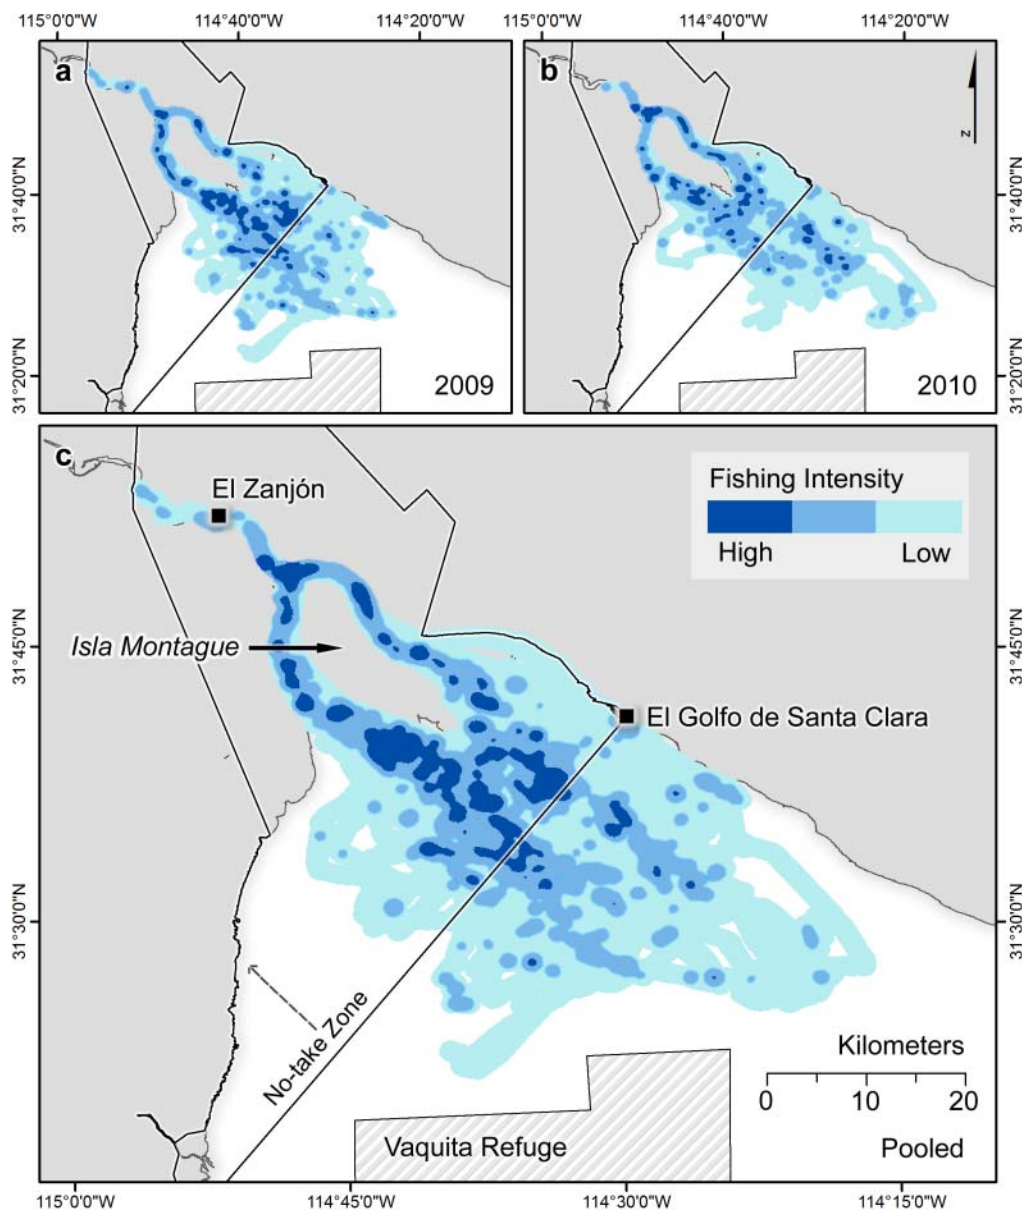 115°0'0"W 114°40'0"W 114°20'0"W 115°0'0"W 114°40'0"W 114°20'0"W
a
b
z
31°40'0"N
31°40'0"N
31°20'0"N
31°20'0"N
2009
2010
c
El Zanjón
Fishing Intensity
High Low
Isla Montague
31°45'0"N
31°45'0"N
El Golfo de Santa Clara
31°30'0"N
31°30'0"N
No-take Zone
Kilometers
0 10 20
Vaquita Refuge
Pooled
115°0'0"W 114°45'0"W 114°30'0"W 114°15'0"W